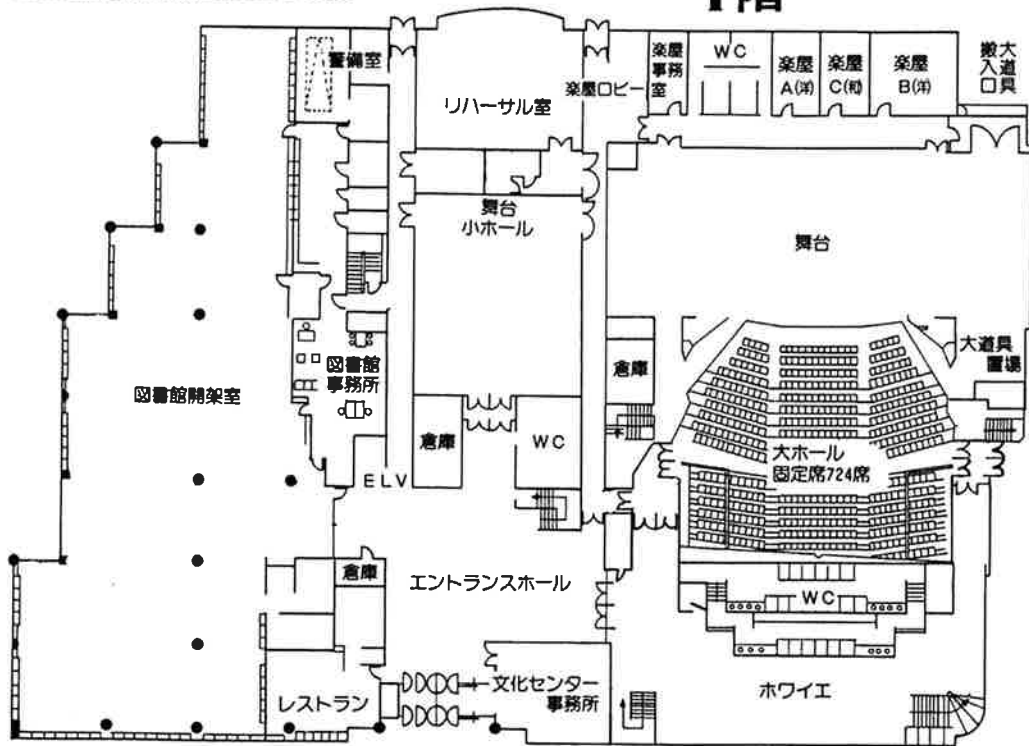 1階
警備室
リハーサル室
楽屋ロビー
楽屋
事務
室
WC
楽屋
A(洋)
楽屋
C(和)
楽屋
B(洋)
大道具
搬入口
舞台
小ホール
舞台
大道具
置場
倉庫
図書館
事務所
図書館開架室
倉庫
WC
ELV
大ホール
固定席724席
倉庫
エントランスホール
WC
レストラン
文化センター
事務所
ホワイエ